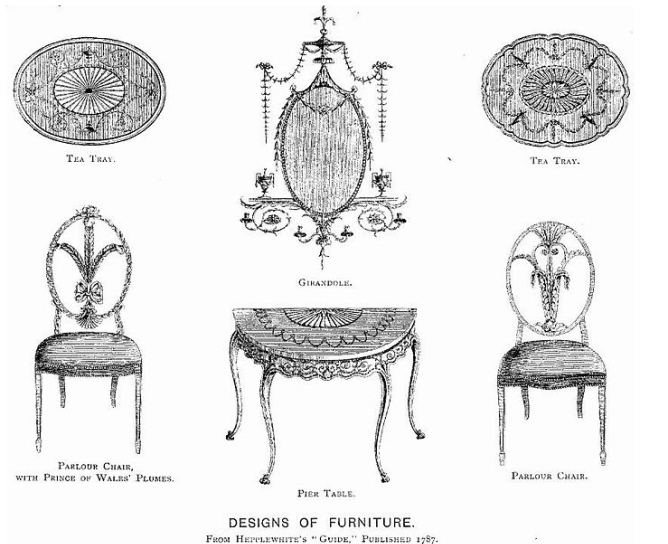 Tea Tray.
Tea Tray.
Girandole.
Parlour Chair,
with Prince of Wales' Plumes.
Parlour Chair.
Pier Table.
DESIGNS OF FURNITURE.
From Hepplewhite's "Guide," Published 1787.